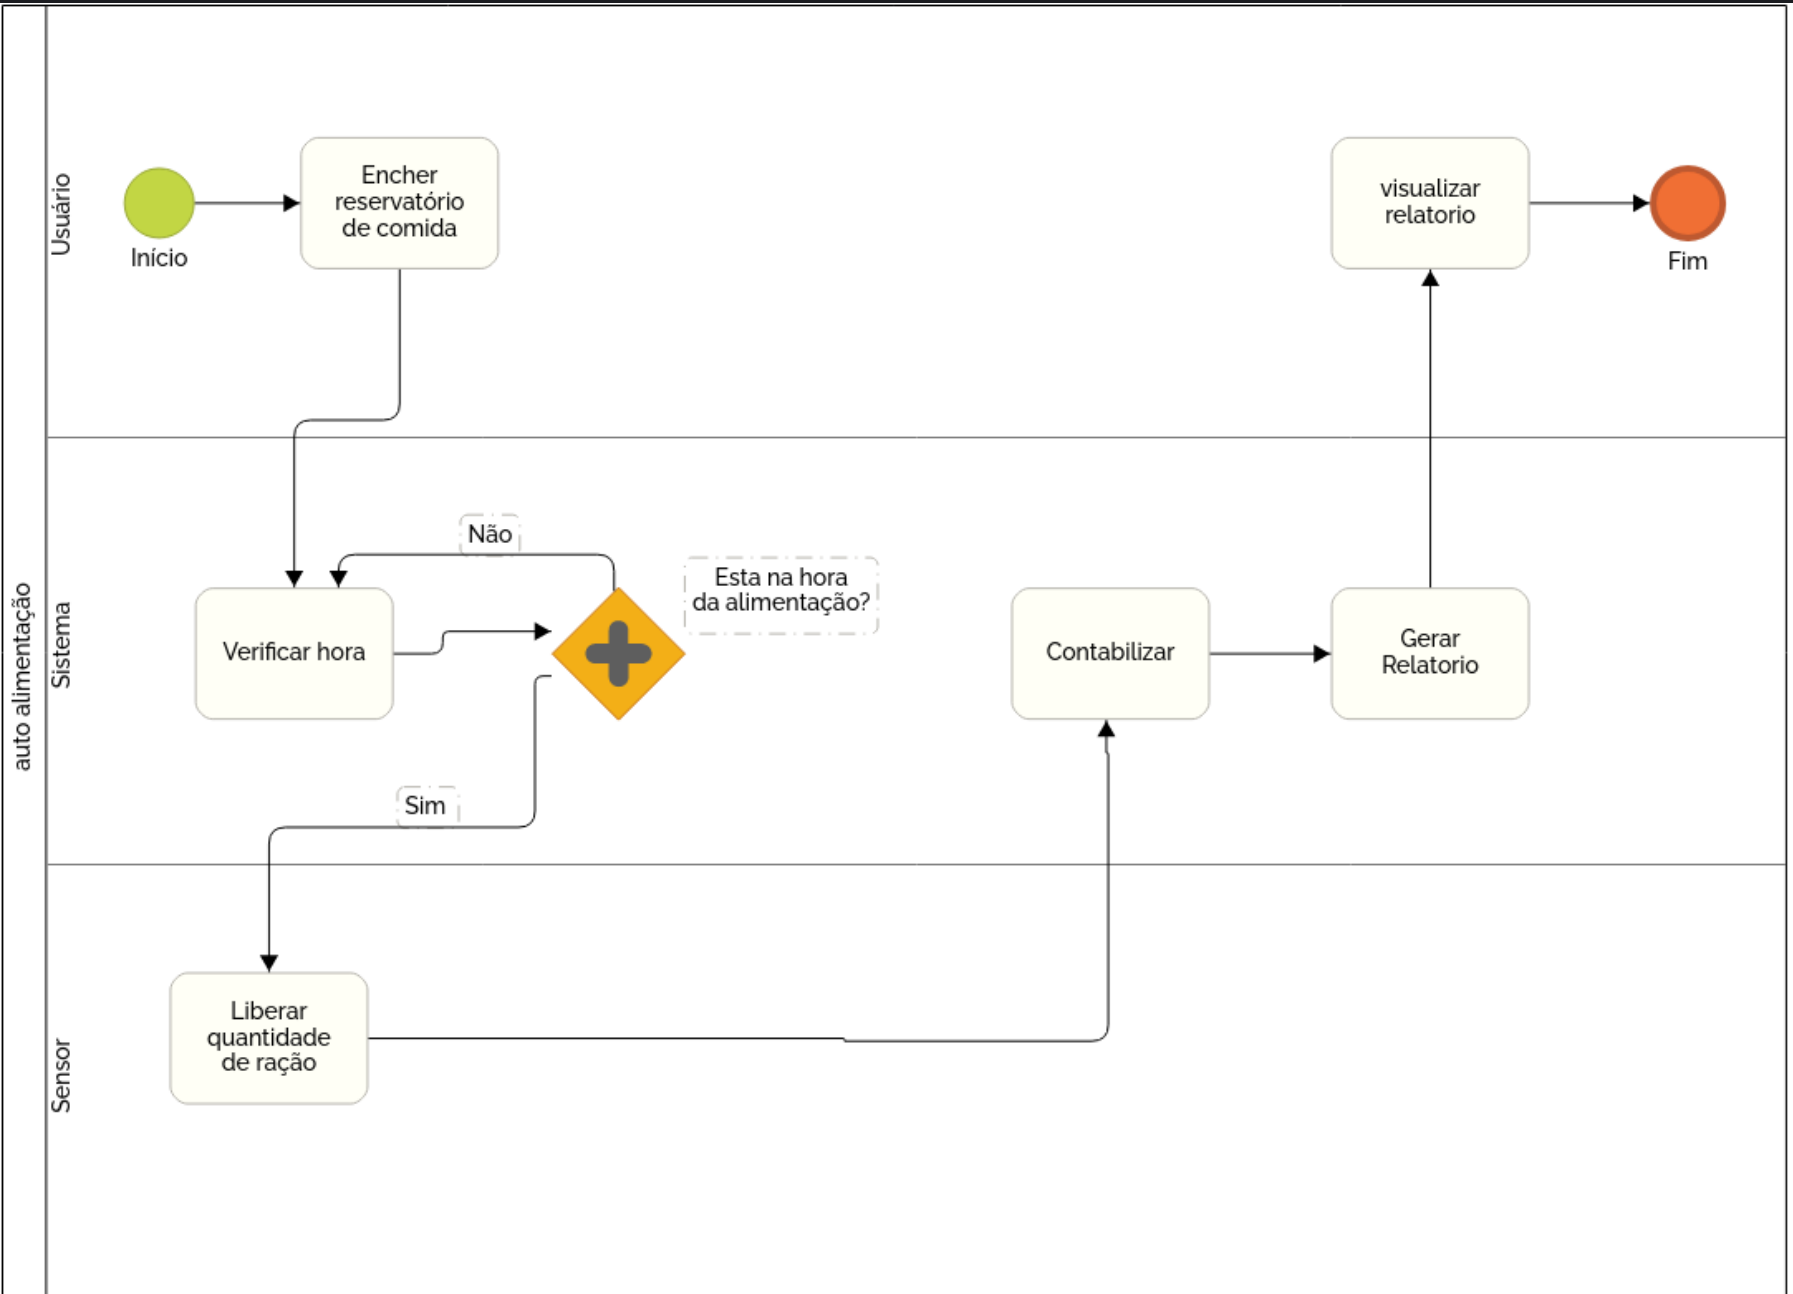 auto alimentação
Usuário
Início
Encher
reservatório
de comida
visualizar
relatorio
Fim
Sistema
Verificar hora
Não
Esta na hora
da alimentação?
Sim
Contabilizar
Gerar
Relatorio
Sensor
Liberar
quantidade
de ração